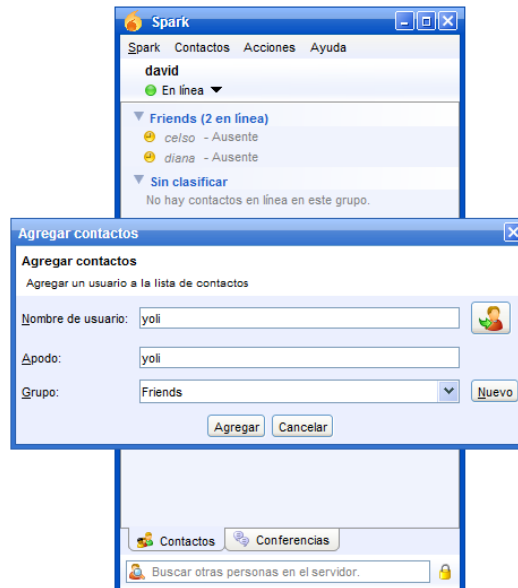 Spark
Spark Contactos Acciones Ayuda
david
En línea
Friends (2 en línea)
celso - Ausente
diana - Ausente
Sin clasificar
No hay contactos en línea en este grupo.
Agregar contactos
Agregar contactos
Agregar un usuario a la lista de contactos
Nombre de usuario: yoli
Apodo: yoli
Grupo: Friends Nuevo
Agregar Cancelar
Contactos Conferencias
Buscar otras personas en el servidor.